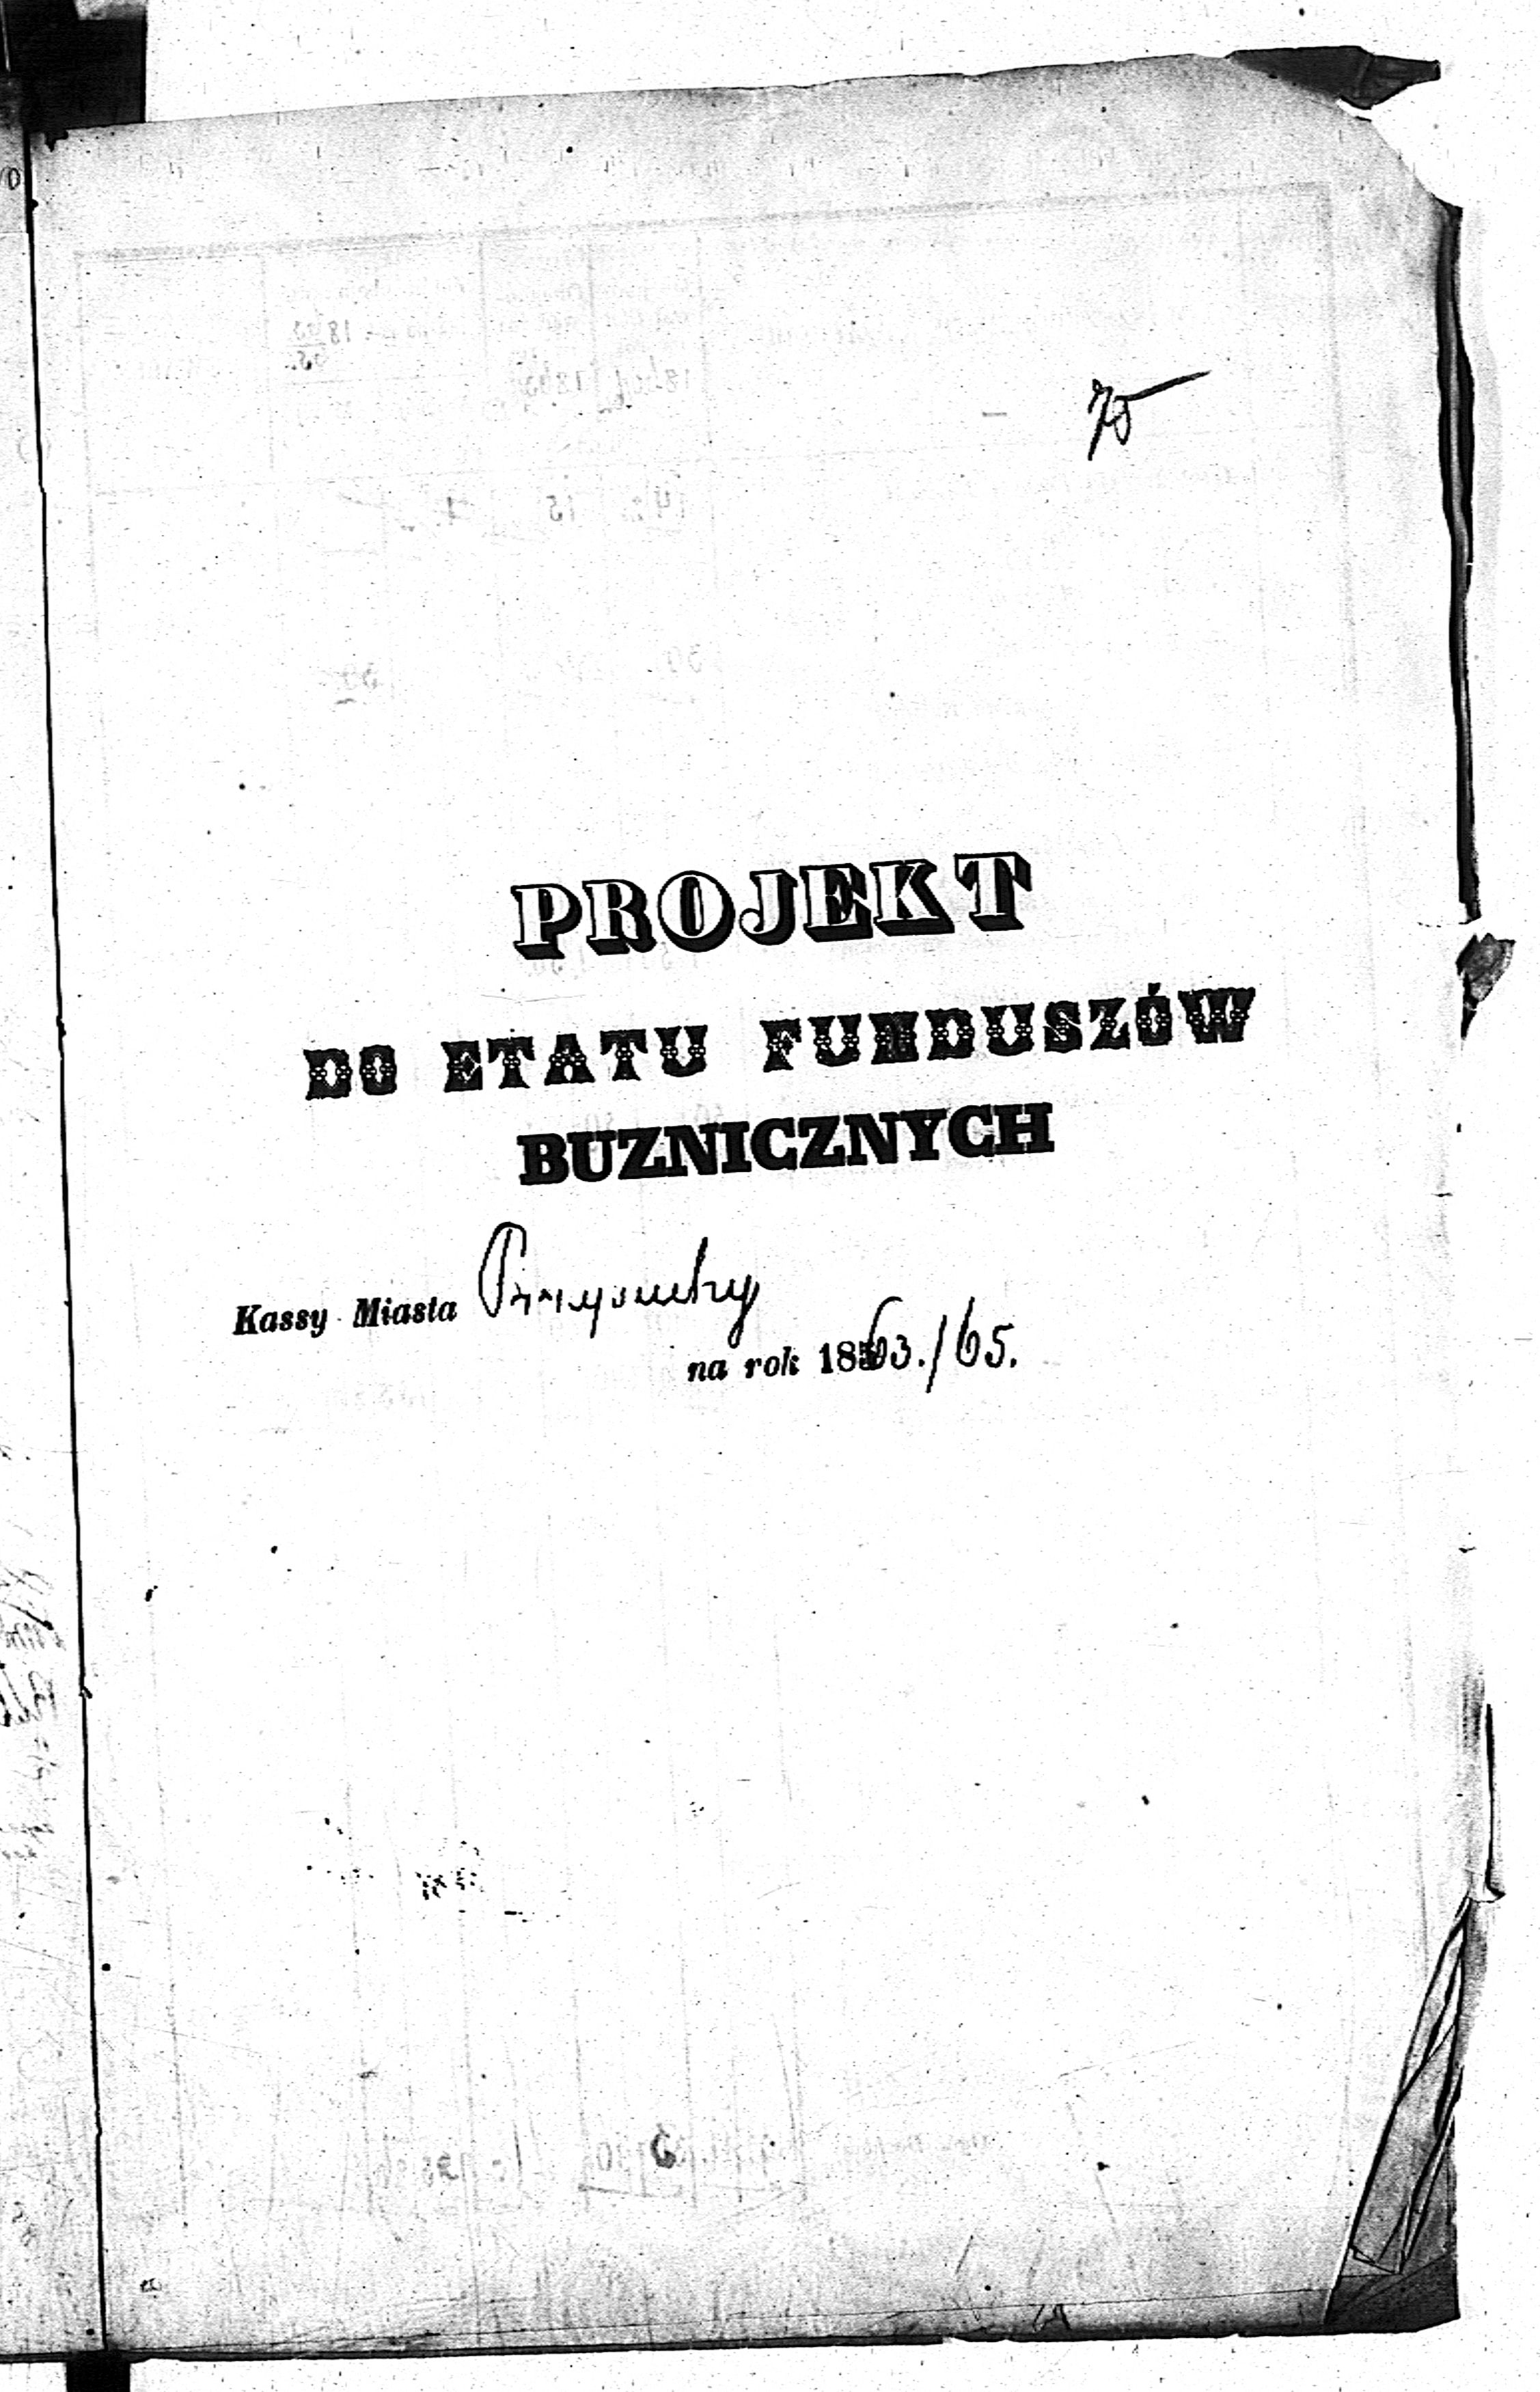 75
PROJEKT
DO ETATU FUNDUSZÓW
BUZNICZNYCH
Kassy Miasta Przysuchy
na rok 1863./65.